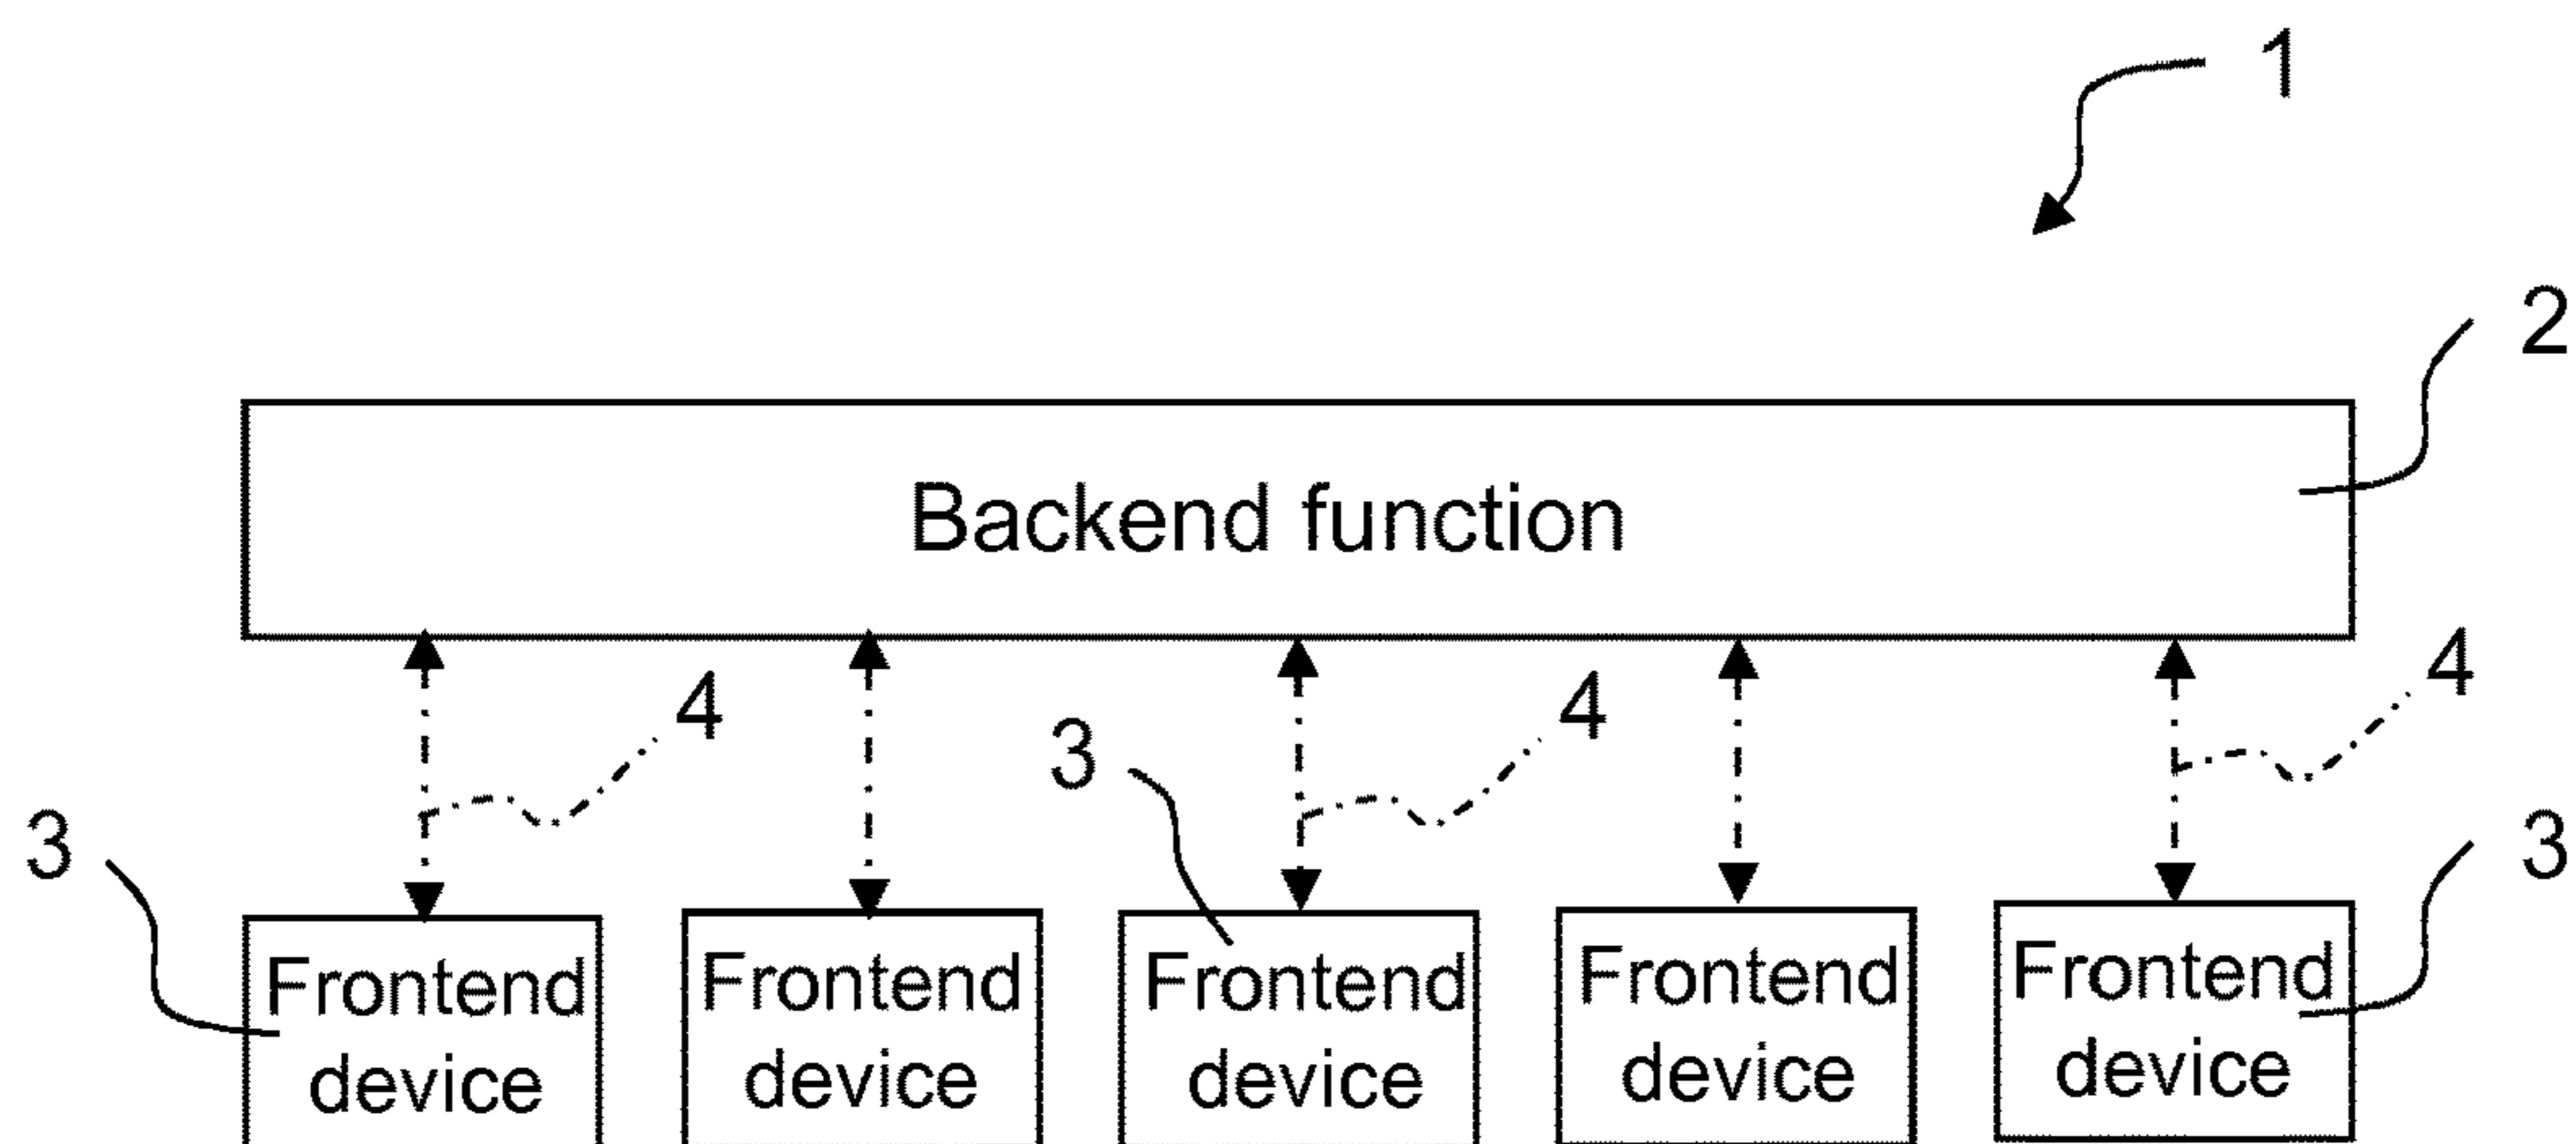 1
2
Backend function
4
4
4
3
3
3
Frontend
device
Frontend
device
Frontend
device
Frontend
device
Frontend
device